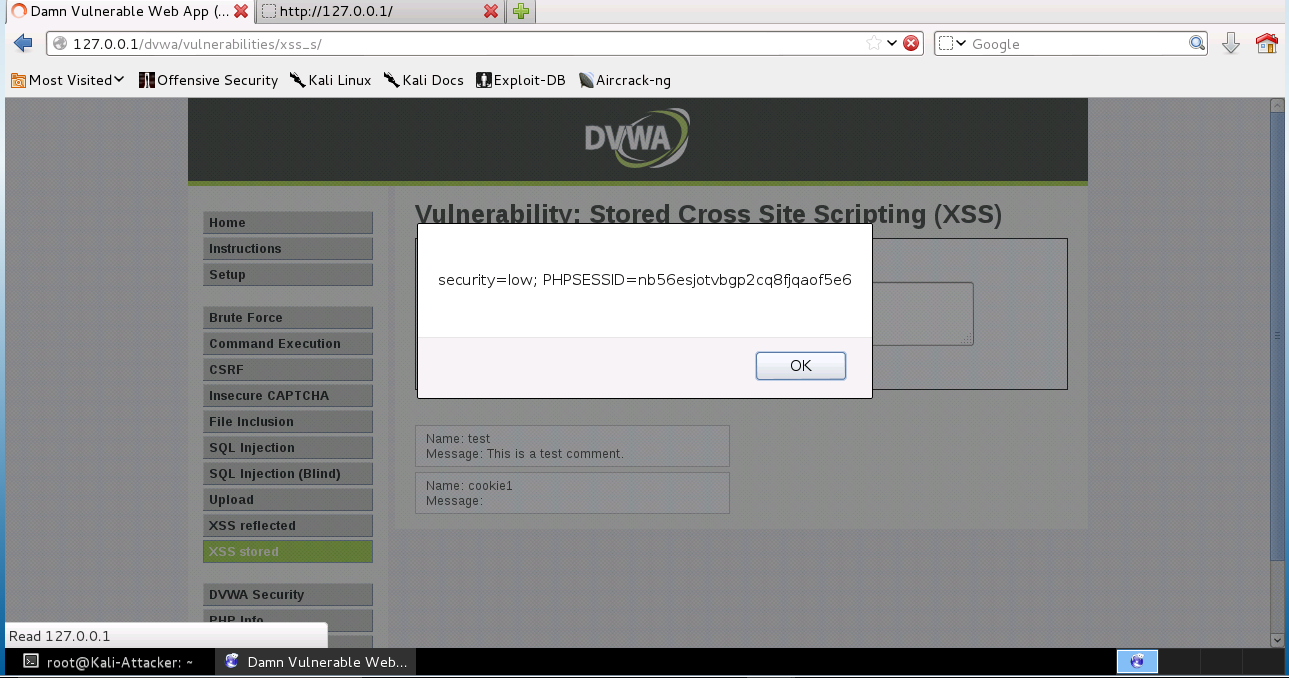 Damn Vulnerable Web App (...
http://127.0.0.1/
127.0.0.1/dvwa/vulnerabilities/xss_s/
Google
Most Visited
Offensive Security
Kali Linux
Kali Docs
Exploit-DB
Aircrack-ng
DVWA
Home
Instructions
Setup
Brute Force
Command Execution
CSRF
Insecure CAPTCHA
File Inclusion
SQL Injection
SQL Injection (Blind)
Upload
XSS reflected
XSS stored
DVWA Security
PHP Info
Vulnerability: Stored Cross Site Scripting (XSS)
security=low; PHPSESSID=nb56esjotvbgp2cq8fjqaof5e6
OK
Name: test
Message: This is a test comment.
Name: cookie1
Message:
Read 127.0.0.1
root@Kali-Attacker: ~
Damn Vulnerable Web...